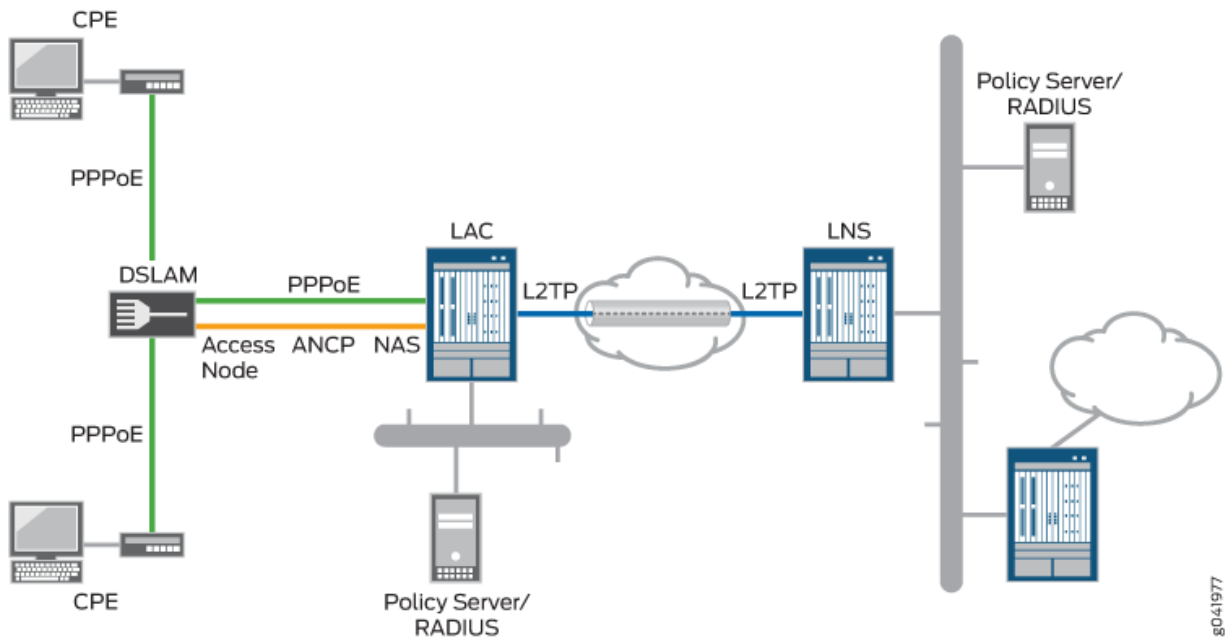 CPE
Policy Server/
RADIUS
PPPoE
LAC
LNS
DSLAM
PPPoE
L2TP
L2TP
Access
Node
ANCP
NAS
PPPoE
CPE
Policy Server/
RADIUS
g041977